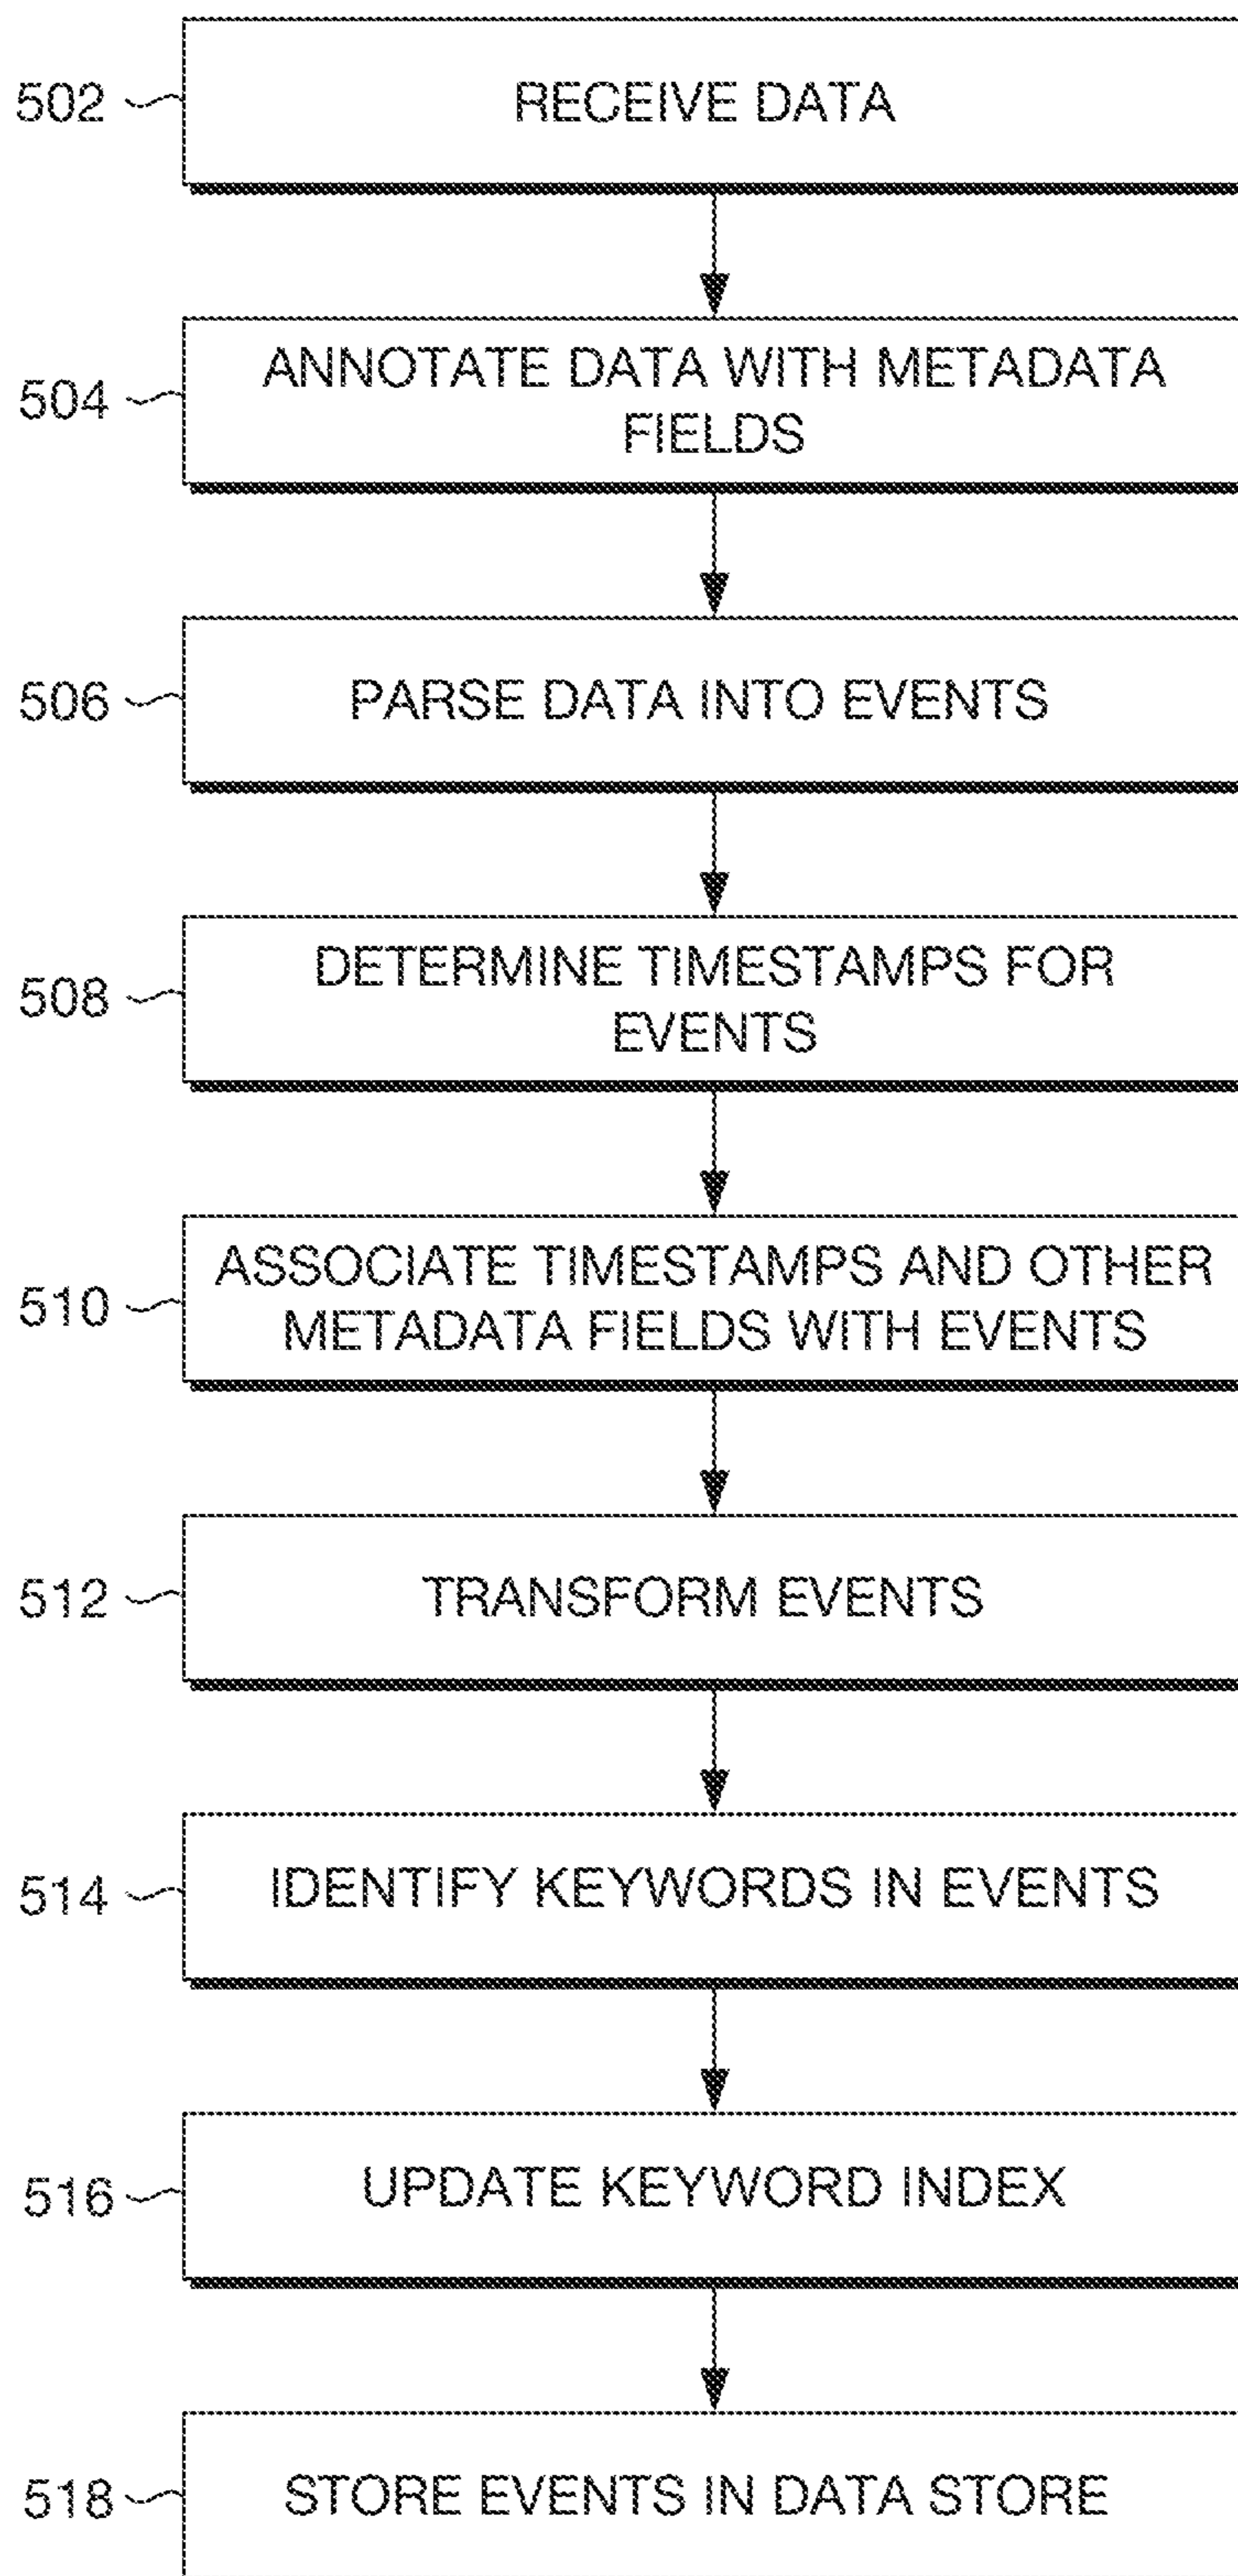 502
RECEIVE DATA
504
ANNOTATE DATA WITH METADATA
FIELDS
506
PARSE DATA INTO EVENTS
508
DETERMINE TIMESTAMPS FOR
EVENTS
510
ASSOCIATE TIMESTAMPS AND OTHER
METADATA FIELDS WITH EVENTS
512
TRANSFORM EVENTS
514
IDENTIFY KEYWORDS IN EVENTS
516
UPDATE KEYWORD INDEX
518
STORE EVENTS IN DATA STORE